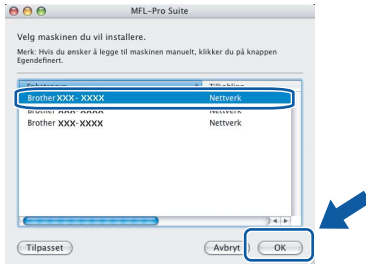 MFL-Pro Suite
Velg maskinen du vil installere.
Merk: Hvis du ønsker å legge til maskinen manuelt, klikker du på knappen
Egendefinert.
Brother XXX- XXXX Nettverk
Brother XXX-XXXX Nettverk
Brother XXX-XXXX Nettverk
Tilpasset
Avbryt
OK